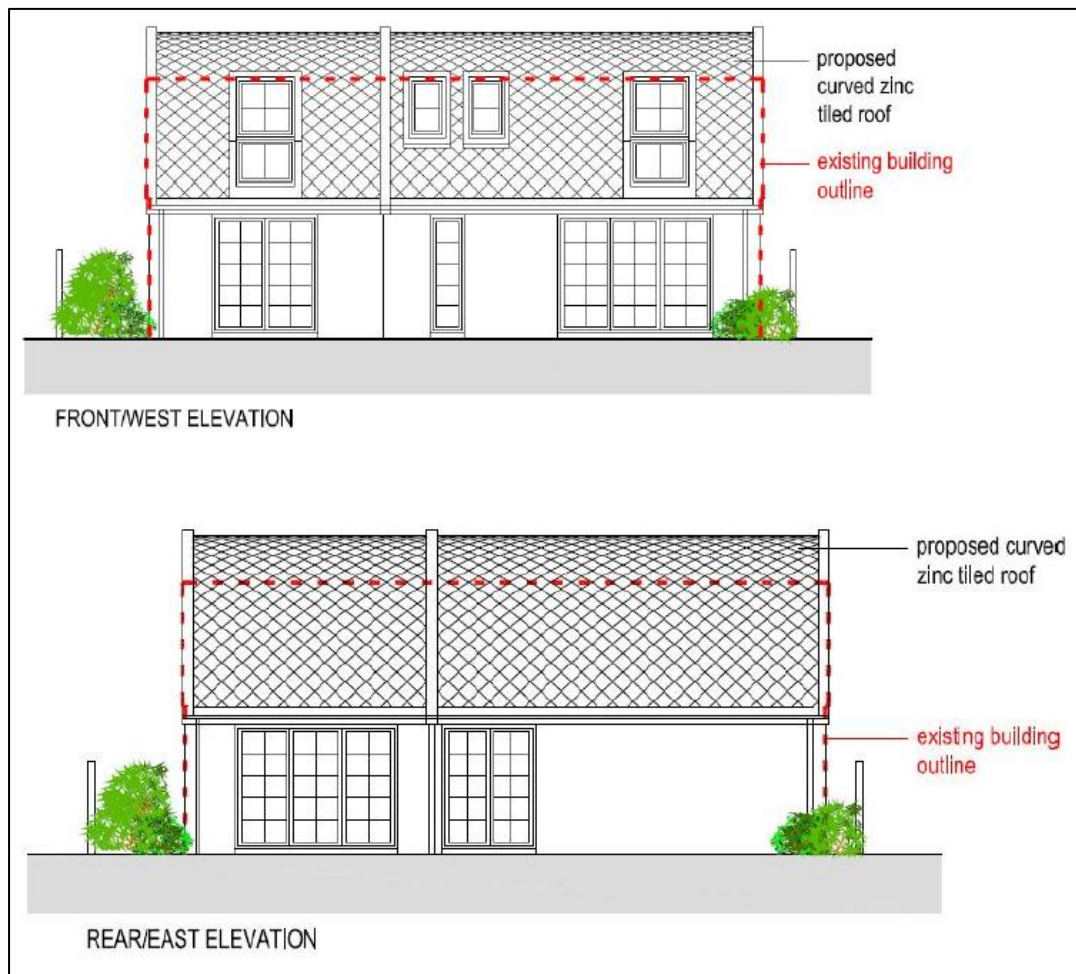 proposed
curved zinc
tiled roof
existing building
outline
FRONT/WEST ELEVATION
proposed curved
zinc tiled roof
existing building
outline
REAR/EAST ELEVATION